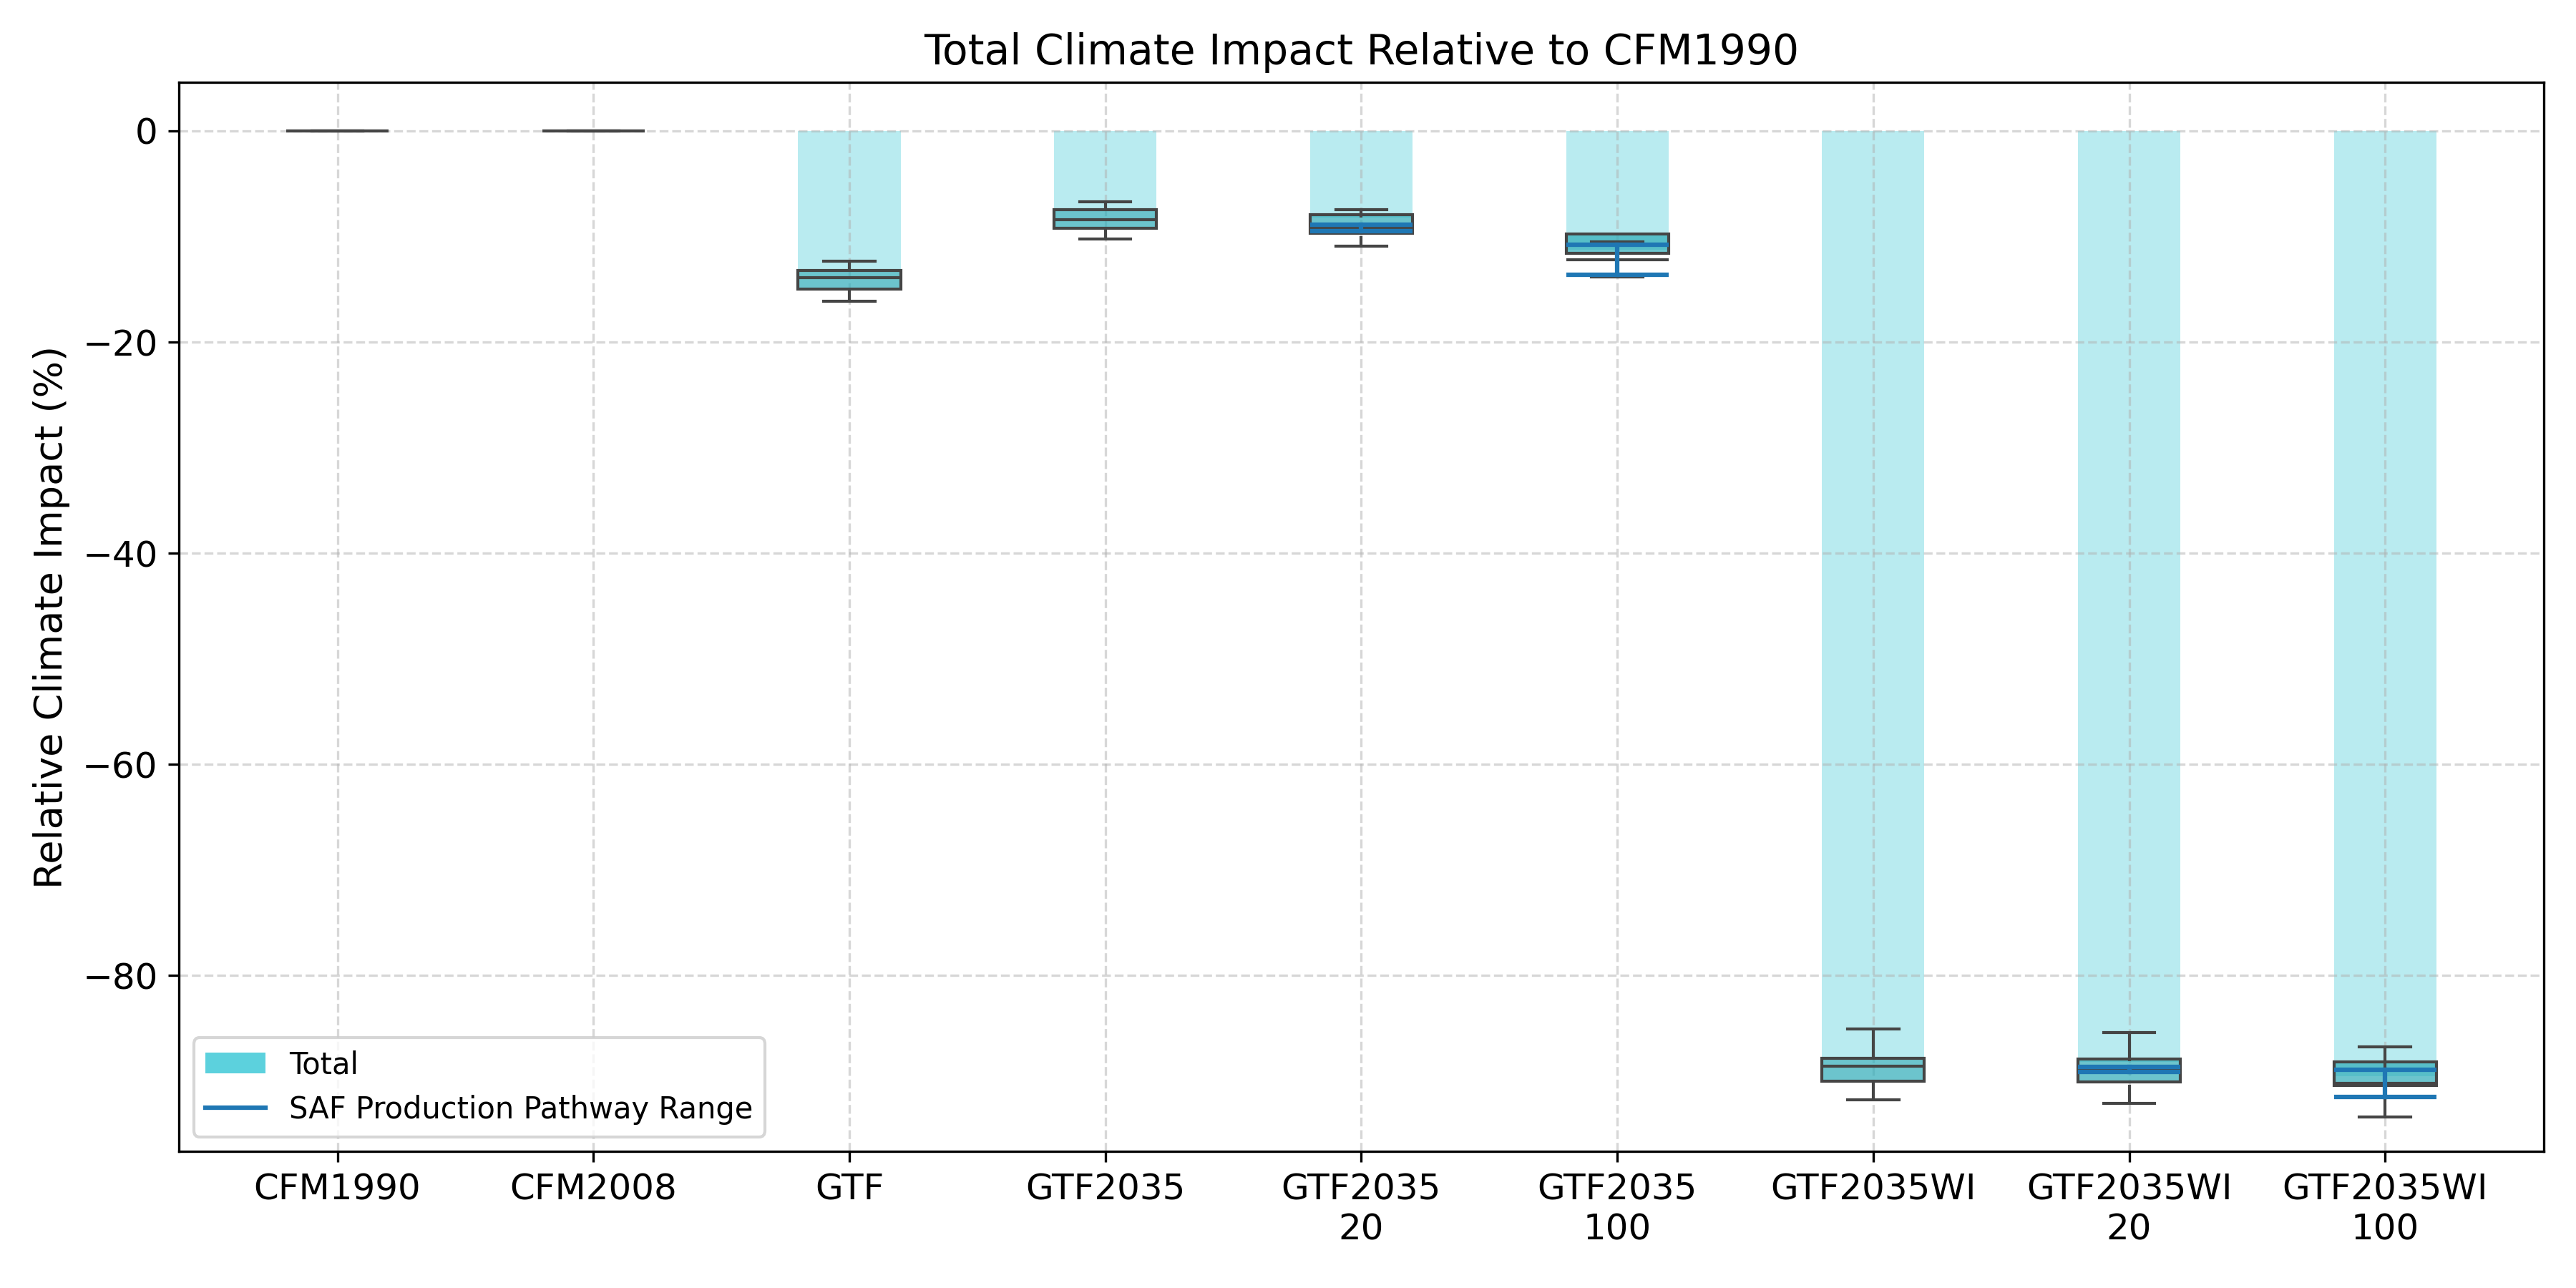 Total Climate Impact Relative to CFM1990
Relative Climate Impact (%)
0
−20
−40
−60
−80
Total
SAF Production Pathway Range
CFM1990
CFM2008
GTF
GTF2035
GTF2035
20
GTF2035
100
GTF2035WI
GTF2035WI
20
GTF2035WI
100